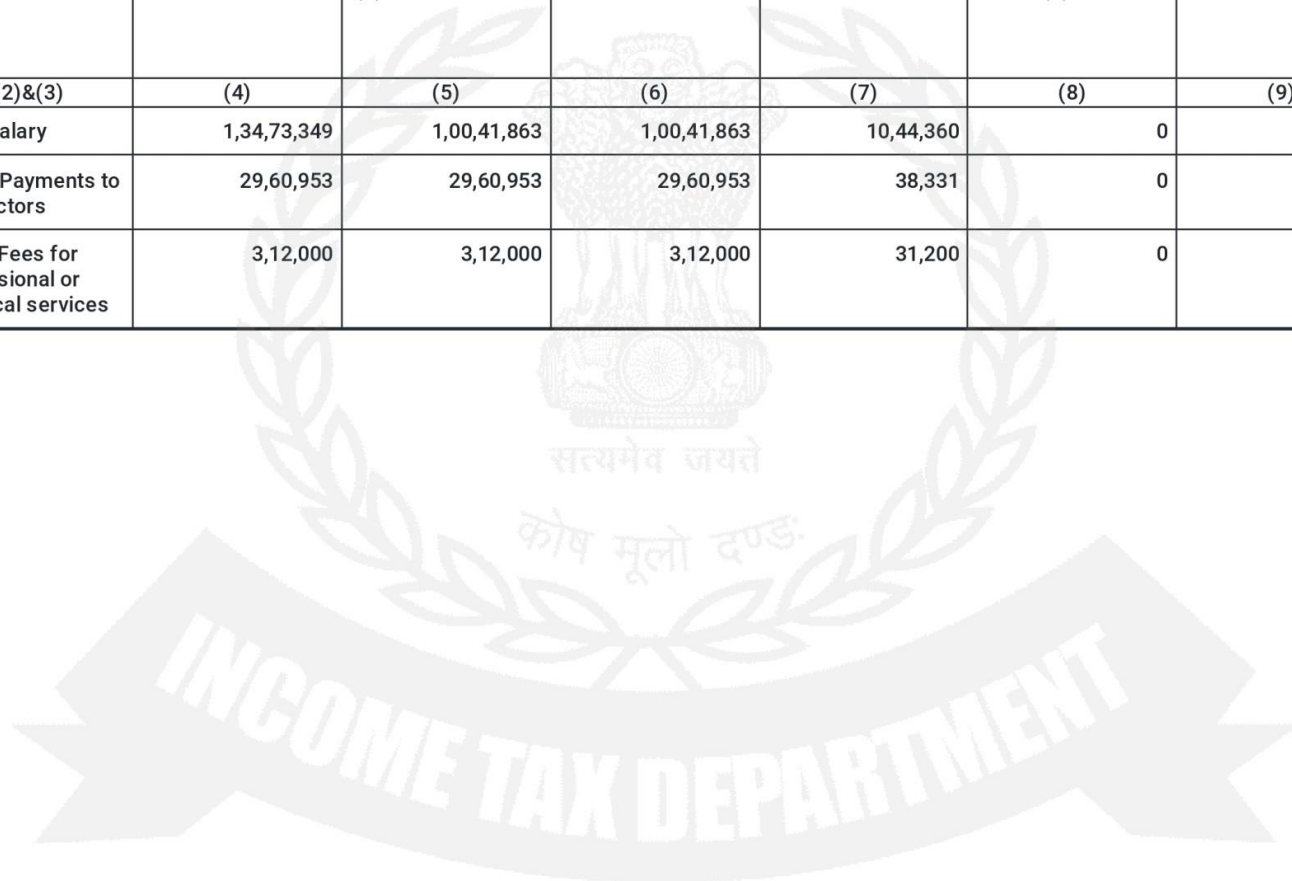 2)&(3) (4) (5) (6) (7) (8) (9)
alary 1,34,73,349 1,00,41,863 1,00,41,863 10,44,360 0
Payments to 29,60,953 29,60,953 29,60,953 38,331 0
ctors
Fees for 3,12,000 3,12,000 3,12,000 31,200 0
sional or
cal services
सत्यमेव जयते
कोष मूलो दण्डः
INCOME TAX DEPARTMENT